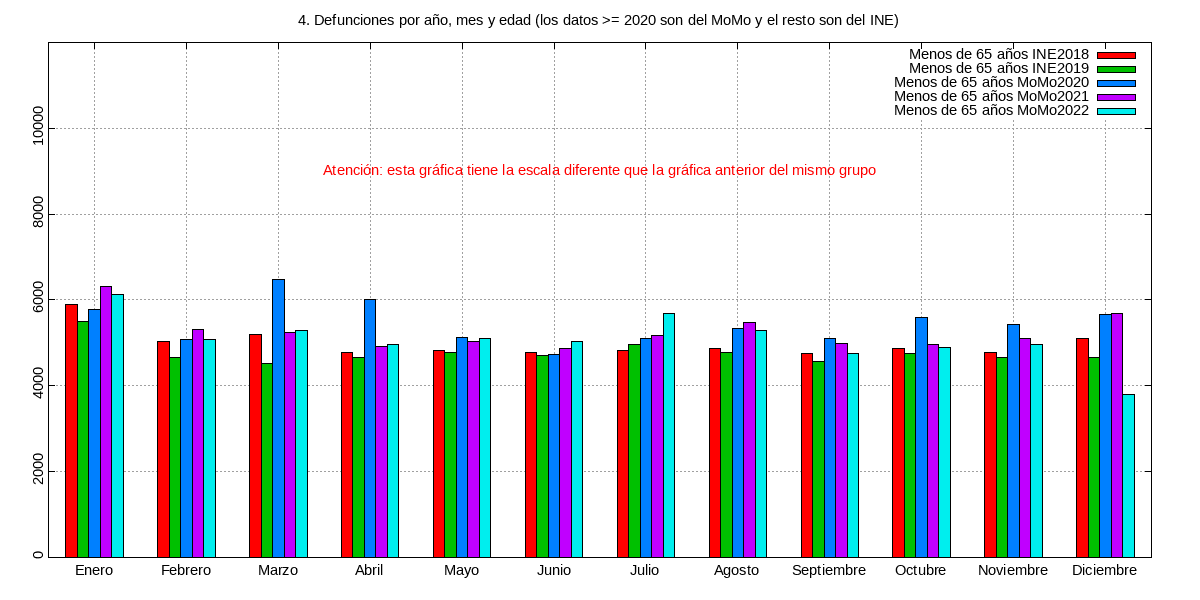 4. Defunciones por año, mes y edad (los datos >= 2020 son del MoMo y el resto son del INE)
Menos de 65 años INE2018
Menos de 65 años INE2019
Menos de 65 años MoMo2020
Menos de 65 años MoMo2021
Menos de 65 años MoMo2022
Atención: esta gráfica tiene la escala diferente que la gráfica anterior del mismo grupo
10000
8000
6000
4000
2000
0
Enero Febrero Marzo Abril Mayo Junio Julio Agosto Septiembre Octubre Noviembre Diciembre